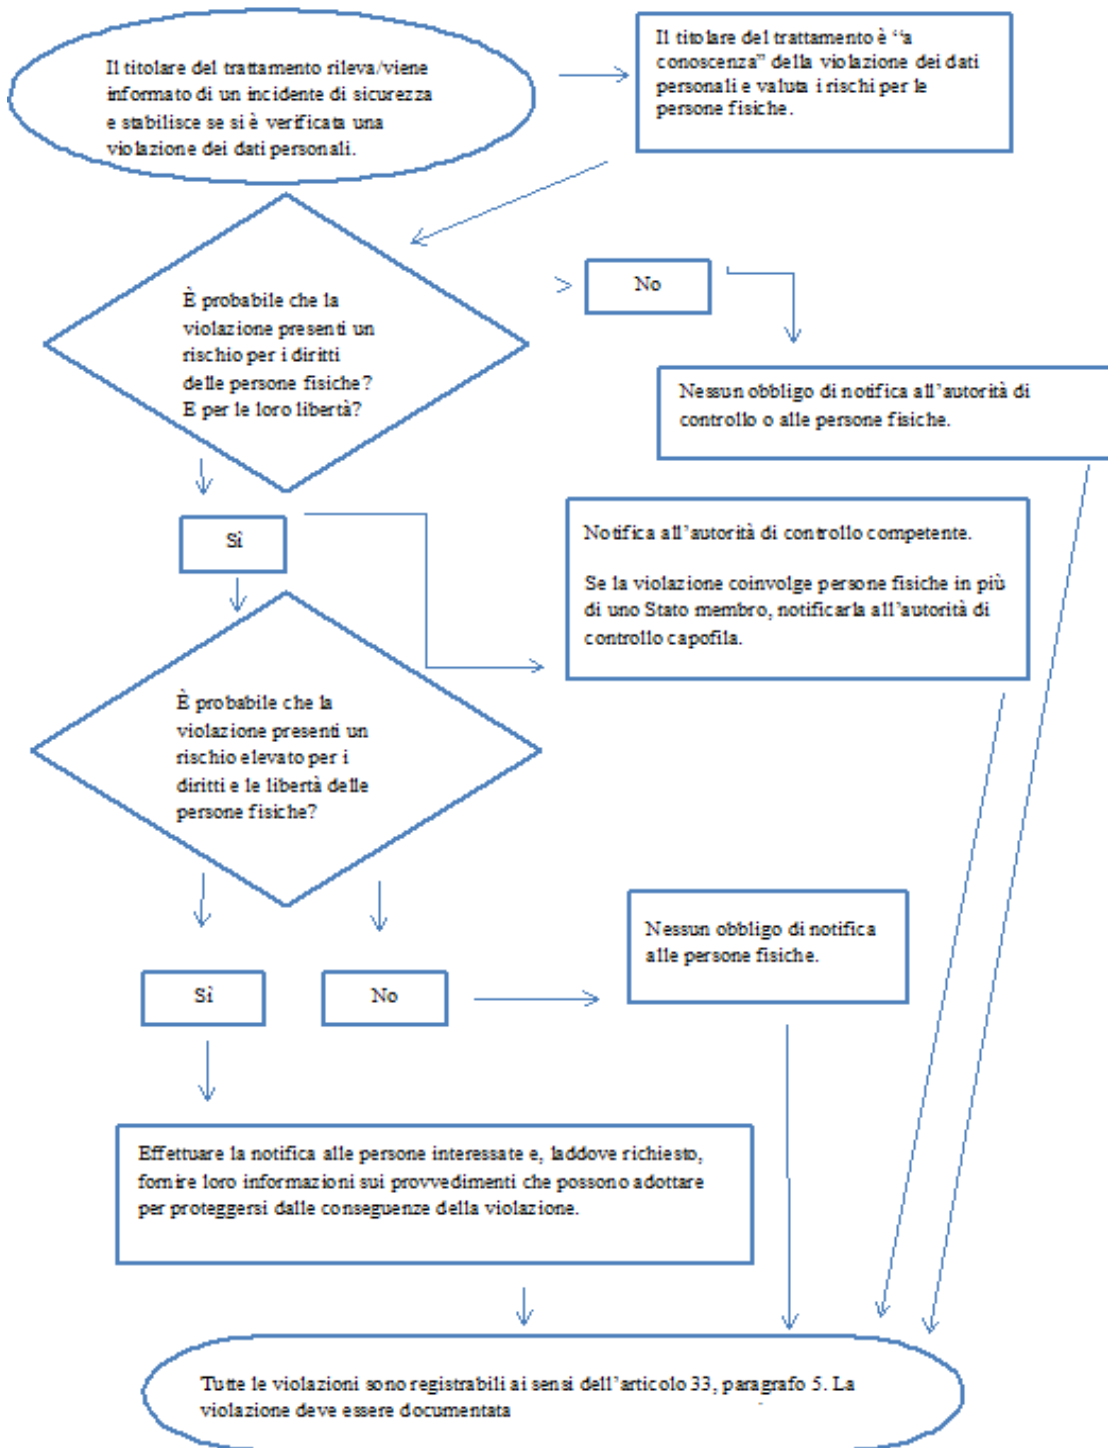 Il titolare del trattamento rileva/viene
informato di un incidente di sicurezza
e stabilisce se si è verificata una
violazione dei dati personali.
Il titolare del trattamento è “a
conoscenza” della violazione dei dati
personali e valuta i rischi per le
persone fisiche.
È probabile che la
violazione presenti un
rischio per i diritti
delle persone fisiche?
E per le loro libertà?
No
Nessun obbligo di notifica all’autorità di
controllo o alle persone fisiche.
Sì
Notifica all’autorità di controllo competente.
Se la violazione coinvolge persone fisiche in più
di uno Stato membro, notificarla all’autorità di
controllo capofila.
È probabile che la
violazione presenti un
rischio elevato per i
diritti e le libertà delle
persone fisiche?
Sì
No
Nessun obbligo di notifica
alle persone fisiche.
Effettuare la notifica alle persone interessate e, laddove richiesto,
fornire loro informazioni sui provvedimenti che possono adottare
per proteggersi dalle conseguenze della violazione.
Tutte le violazioni sono registrabili ai sensi dell’articolo 33, paragrafo 5. La
violazione deve essere documentata